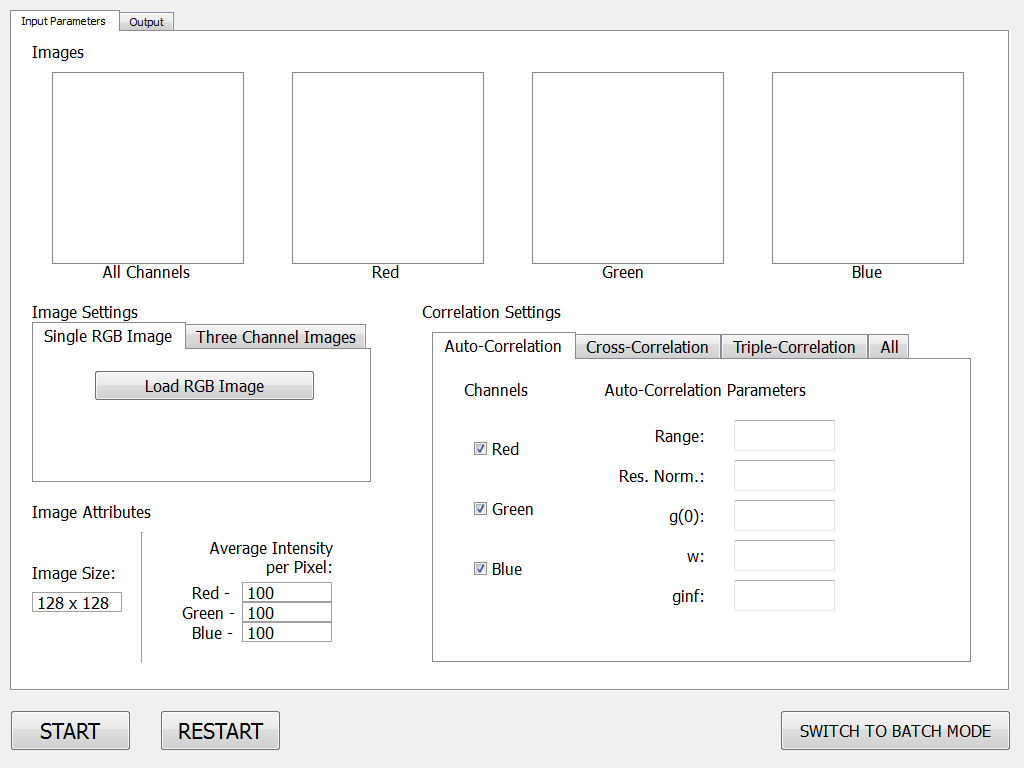 Input Parameters
Output
Images
All Channels
Red
Green
Blue
Image Settings
Single RGB Image
Three Channel Images
Load RGB Image
Image Attributes
Image Size:
128 x 128
Average Intensity
per Pixel:
Red - 100
Green - 100
Blue - 100
Correlation Settings
Auto-Correlation
Cross-Correlation
Triple-Correlation
All
Channels
Red
Green
Blue
Auto-Correlation Parameters
Range:
Res. Norm.:
g(0):
w:
ginf:
START
RESTART
SWITCH TO BATCH MODE